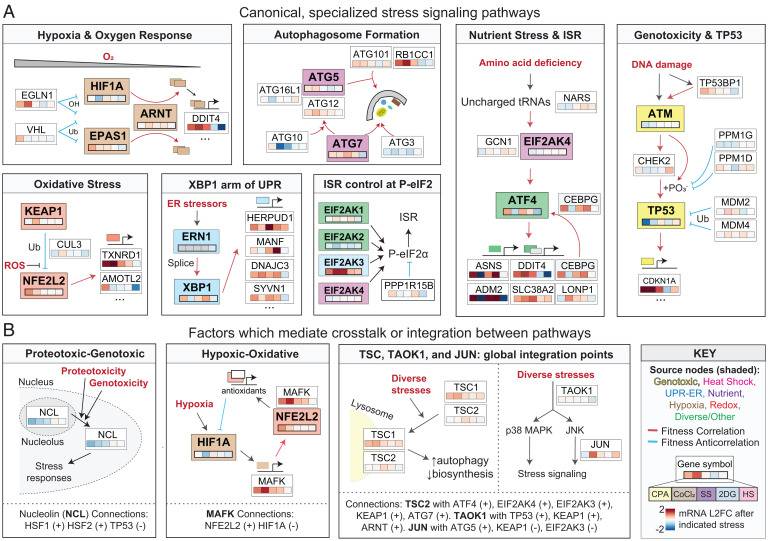 A
Canonical, specialized stress signaling pathways
Hypoxia & Oxygen Response
O₂
EGLN1
OH
VHL
Ub
HIF1A
ARNT
EPAS1
DDIT4
...
Autophagosome Formation
ATG101
RB1CC1
ATG5
ATG16L1
ATG12
ATG10
ATG7
ATG3
Nutrient Stress & ISR
Amino acid deficiency
Uncharged tRNAs
NARS
GCN1
EIF2AK4
ATF4
CEBPG
ASNS
DDIT4
CEBPG
ADM2
SLC38A2
LONP1
Genotoxicity & TP53
DNA damage
TP53BP1
ATM
PPM1G
CHEK2
PPM1D
+PO₃⁻
TP53
Ub
MDM2
MDM4
CDKN1A
...
Oxidative Stress
KEAP1
Ub
CUL3
ROS
NFE2L2
TXNRD1
AMOTL2
...
XBP1 arm of UPR
ER stressors
ERN1
Splice
XBP1
HERPUD1
MANF
DNAJC3
SYVN1
...
ISR control at P-eIF2
EIF2AK1
EIF2AK2
EIF2AK3
EIF2AK4
ISR
P-eIF2α
PPP1R15B
B
Factors which mediate crosstalk or integration between pathways
Proteotoxic-Genotoxic
Nucleus
Proteotoxicity
Genotoxicity
NCL
Nucleolus
NCL
Stress
responses
Nucleolin (NCL) Connections:
HSF1 (+) HSF2 (+) TP53 (-)
Hypoxic-Oxidative
antioxidants
MAFK
NFE2L2
Hypoxia
HIF1A
MAFK
MAFK Connections:
NFE2L2 (+) HIF1A (-)
TSC, TAOK1, and JUN: global integration points
Diverse
stresses
TSC1
TSC2
Lysosome
TSC1
TSC2
↑autophagy
↓biosynthesis
Diverse stresses
TAOK1
p38 MAPK
JNK
JUN
Stress signaling
Connections: TSC2 with ATF4 (+), EIF2AK4 (+), EIF2AK3 (+),
KEAP1 (+), ATG7 (+). TAOK1 with TP53 (+), KEAP1 (+),
ARNT (+). JUN with ATG5 (+), KEAP1 (-), EIF2AK3 (-)
KEY
Source nodes (shaded):
Genotoxic, Heat Shock,
UPR-ER, Nutrient,
Hypoxia, Redox,
Diverse/Other
Fitness Correlation
Fitness Anticorrelation
Gene symbol
CPA CoCl₂ SS 2DG HS
2
-2
mRNA L2FC after
indicated stress